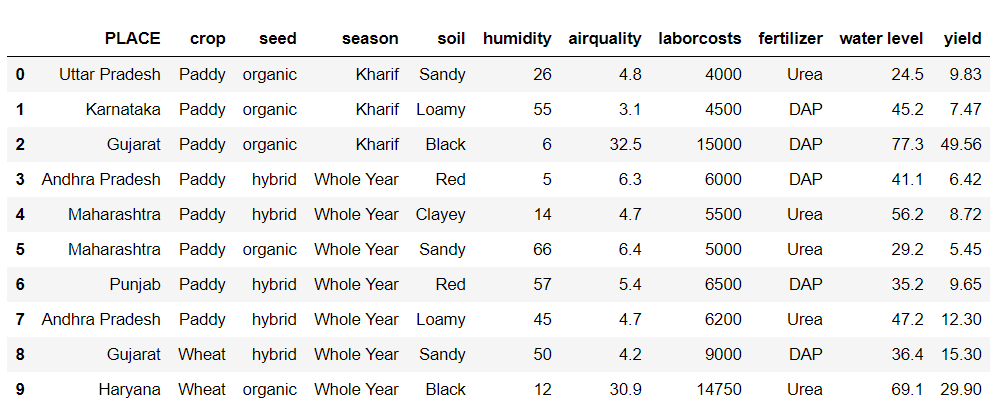 PLACE crop seed season soil humidity airquality laborcosts fertilizer water level yield
0 Uttar Pradesh Paddy organic Kharif Sandy 26 4.8 4000 Urea 24.5 9.83
1 Karnataka Paddy organic Kharif Loamy 55 3.1 4500 DAP 45.2 7.47
2 Gujarat Paddy organic Kharif Black 6 32.5 15000 DAP 77.3 49.56
3 Andhra Pradesh Paddy hybrid Whole Year Red 5 6.3 6000 DAP 41.1 6.42
4 Maharashtra Paddy hybrid Whole Year Clayey 14 4.7 5500 Urea 56.2 8.72
5 Maharashtra Paddy organic Whole Year Sandy 66 6.4 5000 Urea 29.2 5.45
6 Punjab Paddy hybrid Whole Year Red 57 5.4 6500 DAP 35.2 9.65
7 Andhra Pradesh Paddy hybrid Whole Year Loamy 45 4.7 6200 Urea 47.2 12.30
8 Gujarat Wheat hybrid Whole Year Sandy 50 4.2 9000 DAP 36.4 15.30
9 Haryana Wheat organic Whole Year Black 12 30.9 14750 Urea 69.1 29.90